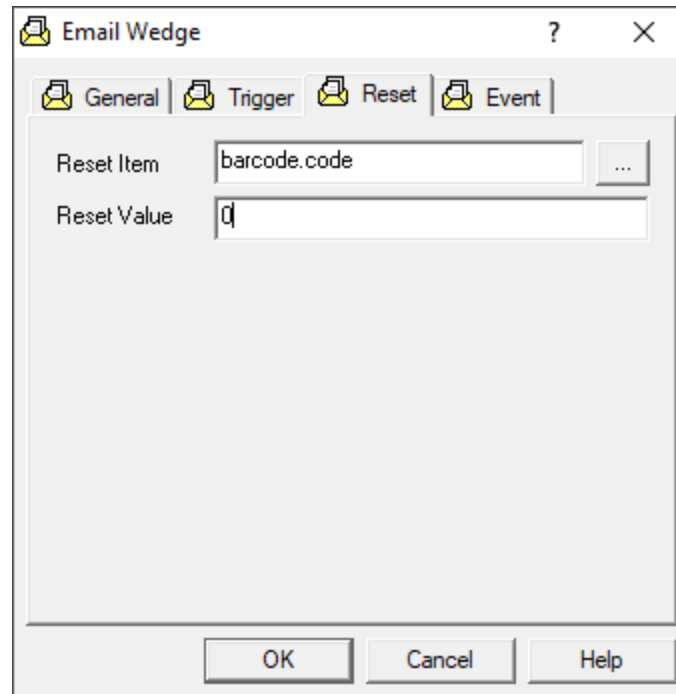 Email Wedge ?
General Trigger Reset Event
Reset Item barcode.code ...
Reset Value 0
OK Cancel Help